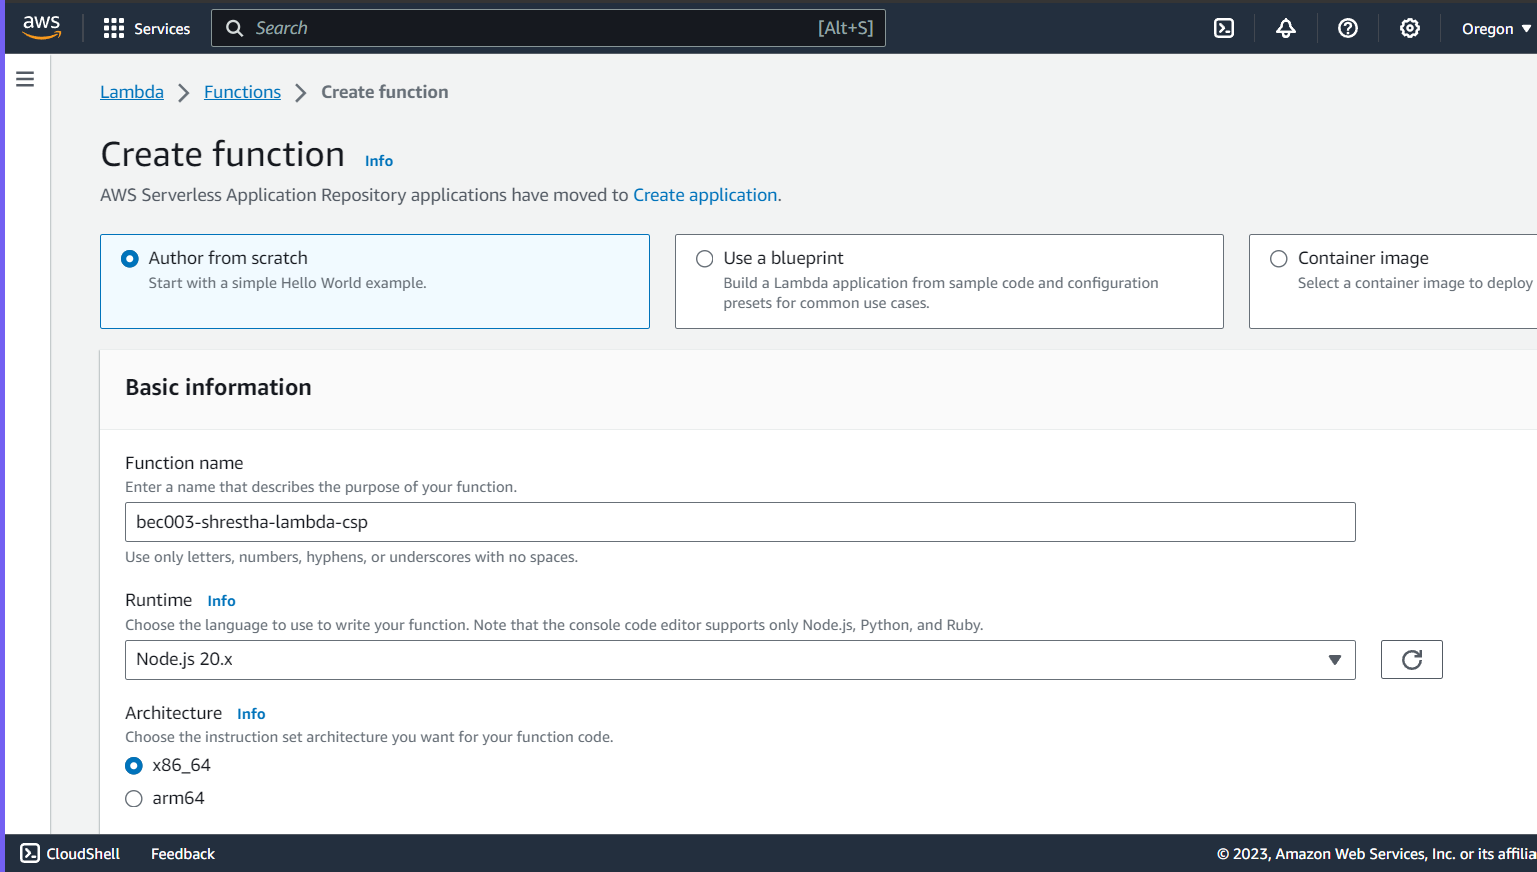 aws
Services
Search [Alt+S]
Oregon
Lambda Functions Create function
Create function Info
AWS Serverless Application Repository applications have moved to Create application.
Author from scratch
Start with a simple Hello World example.
Use a blueprint
Build a Lambda application from sample code and configuration
presets for common use cases.
Container image
Select a container image to deploy
Basic information
Function name
Enter a name that describes the purpose of your function.
bec003-shrestha-lambda-csp
Use only letters, numbers, hyphens, or underscores with no spaces.
Runtime Info
Choose the language to use to write your function. Note that the console code editor supports only Node.js, Python, and Ruby.
Node.js 20.x
Architecture Info
Choose the instruction set architecture you want for your function code.
x86_64
arm64
CloudShell Feedback
© 2023, Amazon Web Services, Inc. or its affilia